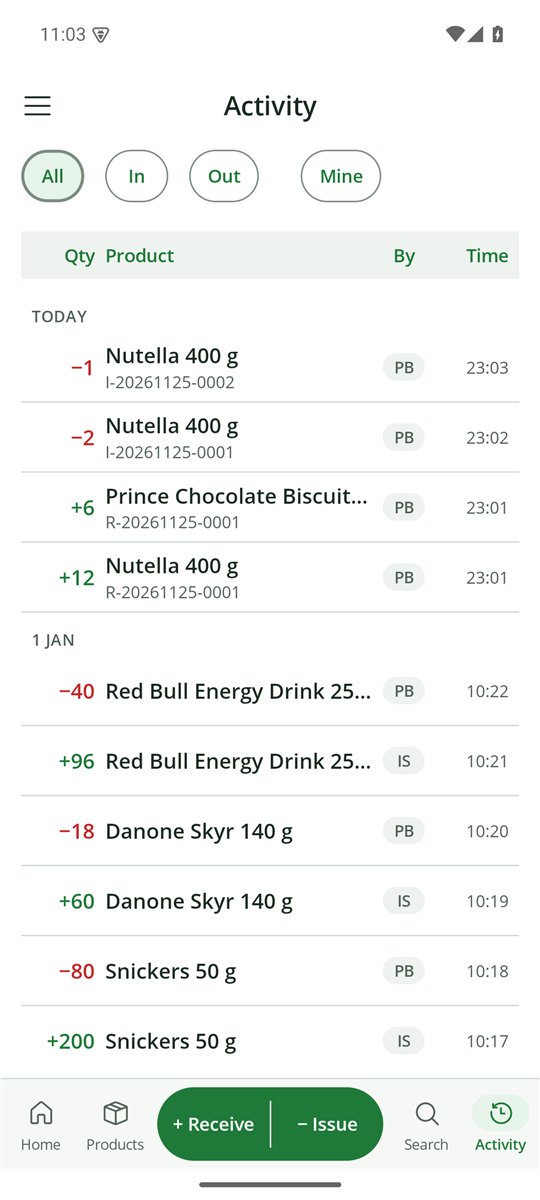 11:03
Activity
All In Out Mine
Qty Product By Time
TODAY
−1 Nutella 400 g PB 23:03
I-20261125-0002
−2 Nutella 400 g PB 23:02
I-20261125-0001
+6 Prince Chocolate Biscuit... PB 23:01
R-20261125-0001
+12 Nutella 400 g PB 23:01
R-20261125-0001
1 JAN
−40 Red Bull Energy Drink 25... PB 10:22
+96 Red Bull Energy Drink 25... IS 10:21
−18 Danone Skyr 140 g PB 10:20
+60 Danone Skyr 140 g IS 10:19
−80 Snickers 50 g PB 10:18
+200 Snickers 50 g IS 10:17
+ Receive − Issue
Home Products Search Activity